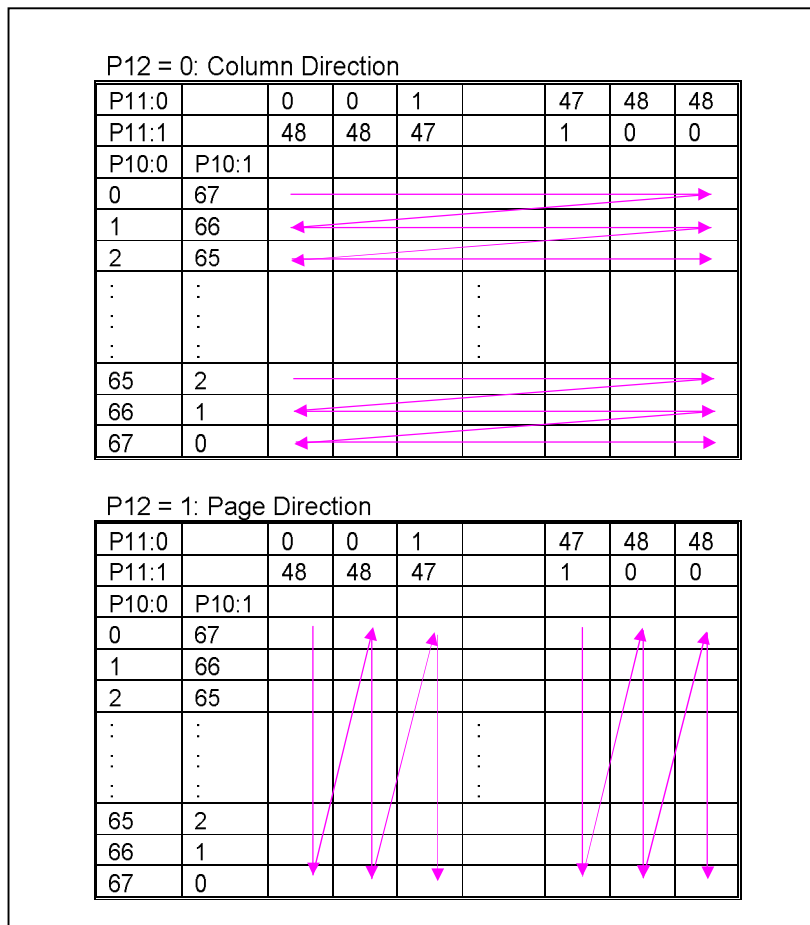 P12 = 0: Column Direction
P11:0 0 0 1 47 48 48
P11:1 48 48 47 1 0 0
P10:0 P10:1
0 67
1 66
2 65
: : :
: : :
: : :
65 2
66 1
67 0
P12 = 1: Page Direction
P11:0 0 0 1 47 48 48
P11:1 48 48 47 1 0 0
P10:0 P10:1
0 67
1 66
2 65
: : :
: : :
: : :
65 2
66 1
67 0